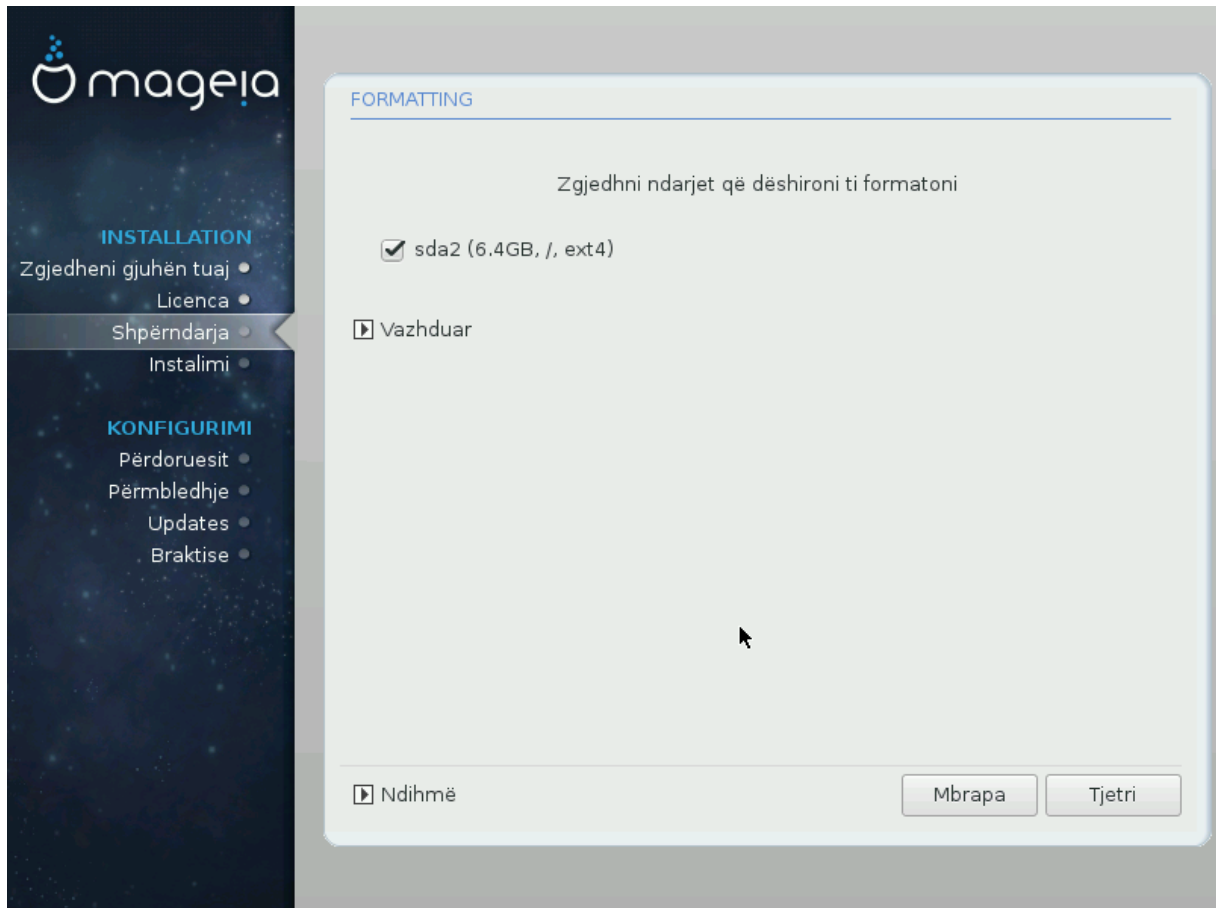 mageia
INSTALLATION
Zgjedheni gjuhën tuaj
Licenca
Shpërndarja
Instalimi
KONFIGURIMI
Përdoruesit
Përmbledhje
Updates
Braktise
FORMATTING
Zgjedhni ndarjet që dëshironi ti formatoni
sda2 (6.4GB, /, ext4)
Vazhduar
Ndihmë
Mbrapa
Tjetri